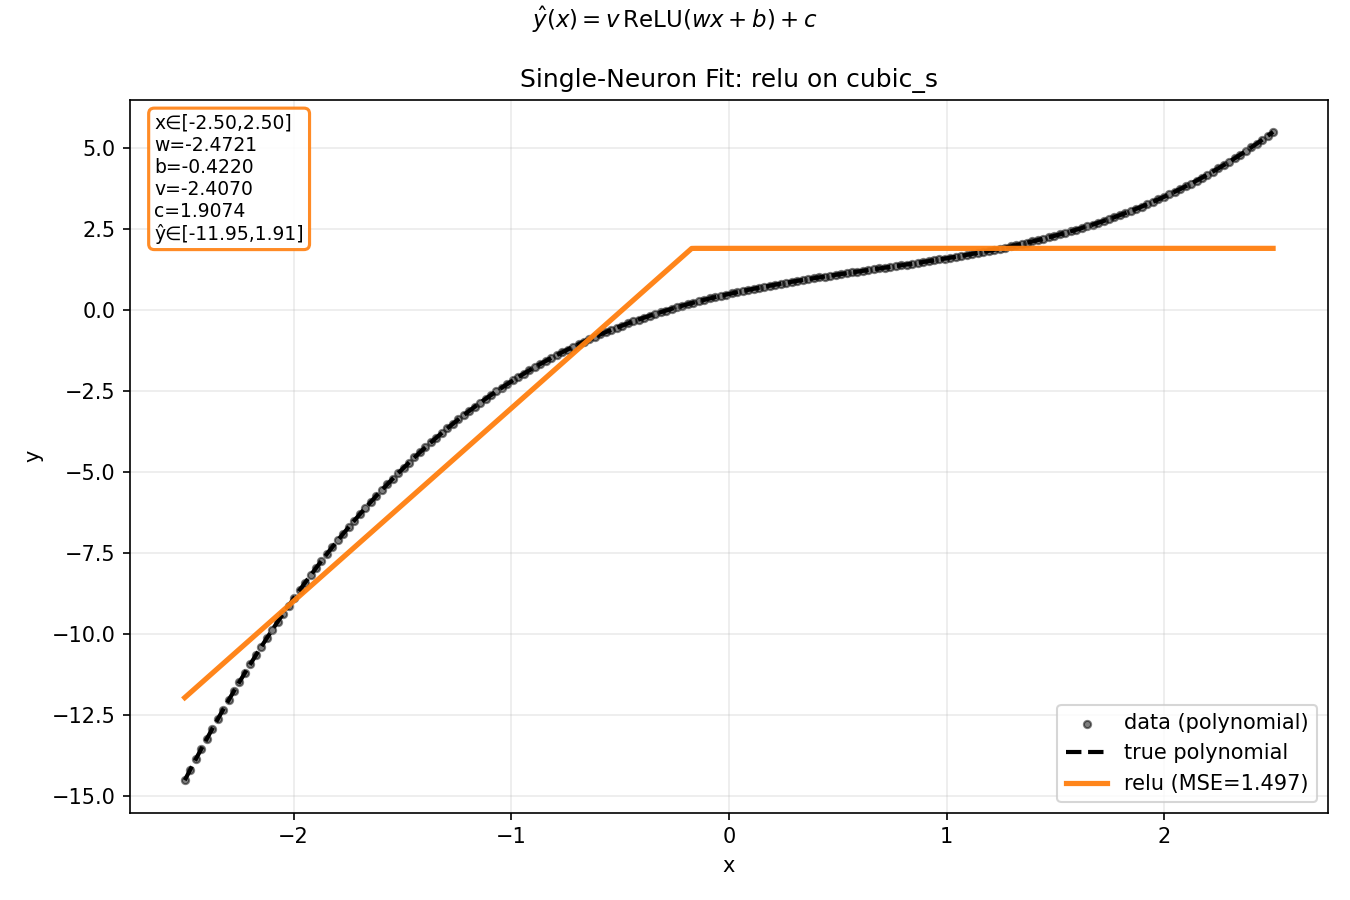 ŷ(x) = v ReLU(wx + b) + c
Single-Neuron Fit: relu on cubic_s
x∈[-2.50,2.50]
w=-2.4721
b=-0.4220
v=-2.4070
c=1.9074
ŷ∈[-11.95,1.91]
5.0
2.5
0.0
−2.5
−5.0
−7.5
−10.0
−12.5
−15.0
y
data (polynomial)
true polynomial
relu (MSE=1.497)
−2
−1
0
1
2
x